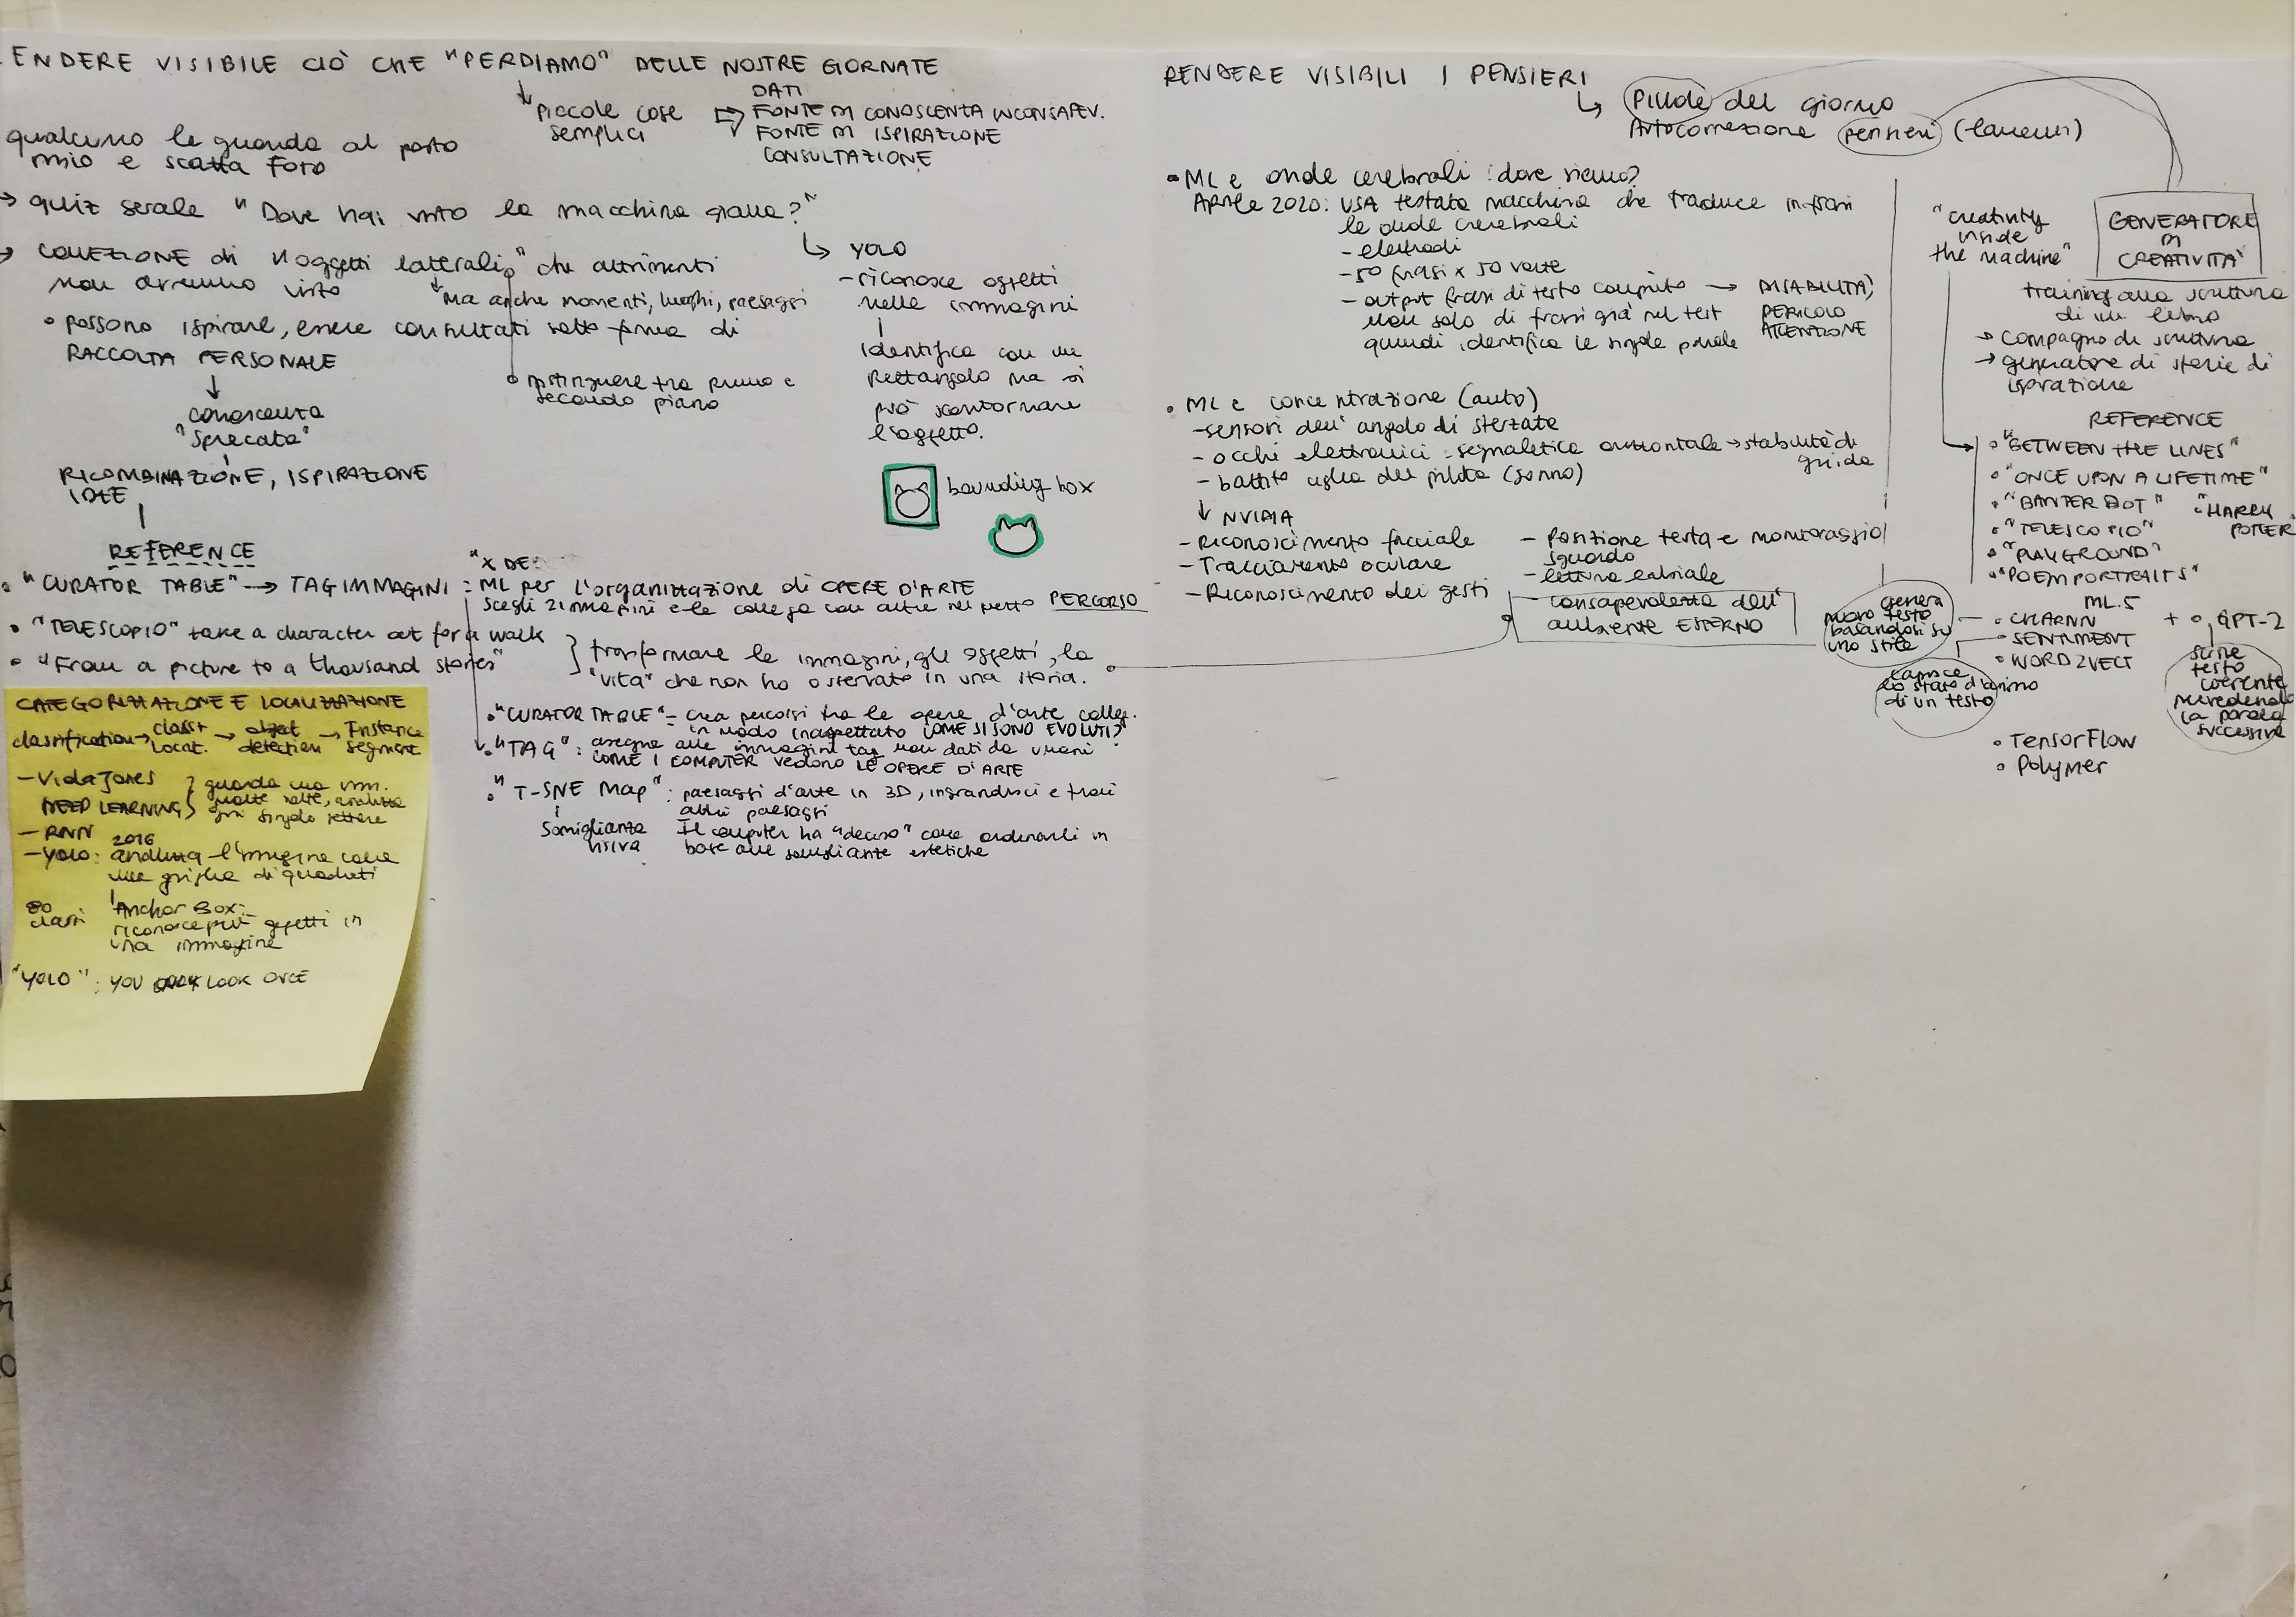 ENDERE VISIBILE CIÒ CHE "PERDIAMO" DELLE NOSTRE GIORNATE
piccole cose
semplici
DATI
FONTE DI CONOSCENZA INCONSAPEV.
FONTE DI ISPIRAZIONE
CONSULTAZIONE
qualcuno le guarda al posto
mio e scatta foto
→ quiz serale "Dove hai visto la macchina gialla?"
→ COLLEZIONE di "oggetti laterali" che altrimenti
non avremmo visto
Ma anche momenti, luoghi, paesaggi
• possono ispirare, essere consultati sotto forma di
RACCOLTA PERSONALE
distinguere tra primo e
secondo piano
conoscenza
"sprecata"
RICOMBINAZIONE, ISPIRAZIONE
IDEE
YOLO
- riconosce oggetti
nelle immagini
identifica con un
rettangolo ma si
può scontornare
l'oggetto.
bounding box
REFERENCE
• "CURATOR TABLE" → TAG IMMAGINI :
"X DE
ML per l'organizzazione di OPERE D'ARTE
scegli 2 immagini e le collega con altre nel mezzo PERCORSO
• "TELESCOPIO" take a character out for a walk
• "From a picture to a thousand stories"
trasformare le immagini, gli oggetti, la
"vita" che non ho osservato in una storia.
• "CURATOR TABLE" = crea percorsi tra le opere d'arte colleg.
in modo inaspettato COME SI SONO EVOLUTI?
• "TAG" : assegna alle immagini tag non dati da umani
COME I COMPUTER VEDONO LE OPERE D'ARTE
• "T-SNE Map" : paesaggi d'arte in 3D, ingrandisci e trovi
altri paesaggi
Somiglianza
visiva
Il computer ha "deciso" come ordinarli in
base alle somiglianze estetiche
CATEGORIZZAZIONE E LOCALIZZAZIONE
classification → classt → object → Instance
locat. detection segment.
- Viola Jones
DEEP LEARNING
guarda una imm.
molte volte, analizza
ogni singolo settore
- RNN
2016
- YOLO: analizza l'immagine come
una griglia di quadrati
80
classi
Anchor Box:
riconosce più oggetti in
una immagine
"YOLO" : YOU ONLY LOOK ONCE
RENDERE VISIBILI I PENSIERI
Pillole del giorno
Autocorrezione pensieri
• ML e onde cerebrali : dove siamo?
Aprile 2020: USA testata macchina che traduce in frasi
le onde cerebrali
- elettrodi
- 50 frasi x 50 volte
- output frasi di testo compiuto → DISABILITÀ,
non solo di frasi già nel test
quindi identifica le singole parole
PERICOLO
ATTENZIONE
• ML e concentrazione (auto)
- sensori dell'angolo di sterzata
- occhi elettronici : segnaletica orizzontale → stabilità di
guida
- battito ciglia del pilota (sonno)
NVIDIA
- Riconoscimento facciale
- Tracciamento oculare
- Riconoscimento dei gesti
- Posizione testa e monitoraggio
sguardo
- lettura labiale
- consapevolezza dell'
ambiente ESTERNO
"creativity
inside
the machine"
GENERATORE
DI
CREATIVITÀ
training alla scrittura
di un libro
→ compagno di scrittura
→ generatore di storie di
ispirazione
REFERENCE
• "BETWEEN THE LINES"
• "ONCE UPON A LIFETIME"
• "BANTER BOT"
• "HARRY
POTTER
• "TELESCOPIO"
• "PLAYGROUND"
• "POEMPORTRAITS"
ML.5
genera
nuovo testo
basandosi su
uno stile
• CHARNN
• SENTIMENT
• WORD2VECT
+ • GPT-2
capisce
lo stato d'animo
di un testo
scrive
testo
coerente
prevedendo
la parola
successiva
• TensorFlow
• Polymer